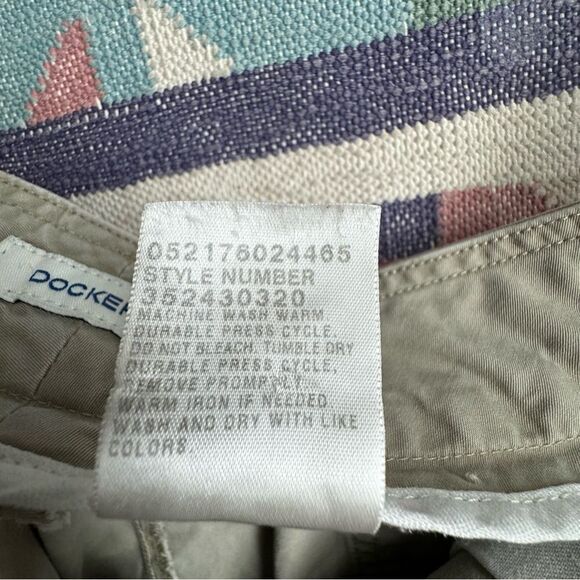 DOCKE
052176024465
STYLE NUMBER
352430320
MACHINE WASH WARM
DURABLE PRESS CYCLE.
DO NOT BLEACH. TUMBLE DRY
DURABLE PRESS CYCLE.
REMOVE PROMPTLY.
WARM IRON IF NEEDED
WASH AND DRY WITH LIKE
COLORS.